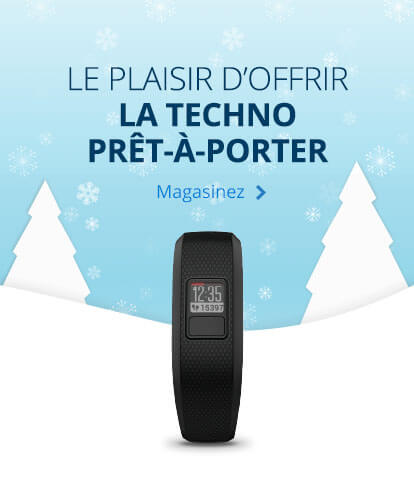 LE PLAISIR D’OFFRIR
LA TECHNO
PRÊT-À-PORTER
Magasinez
12:35
15397